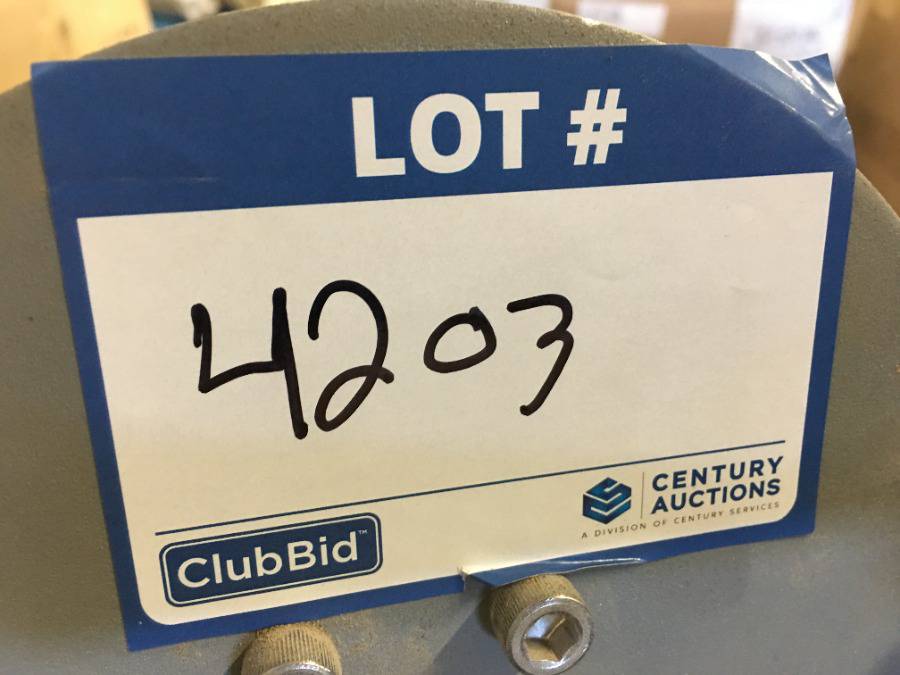 LOT #
4203
ClubBid™
CENTURY
AUCTIONS
A DIVISION OF CENTURY SERVICES